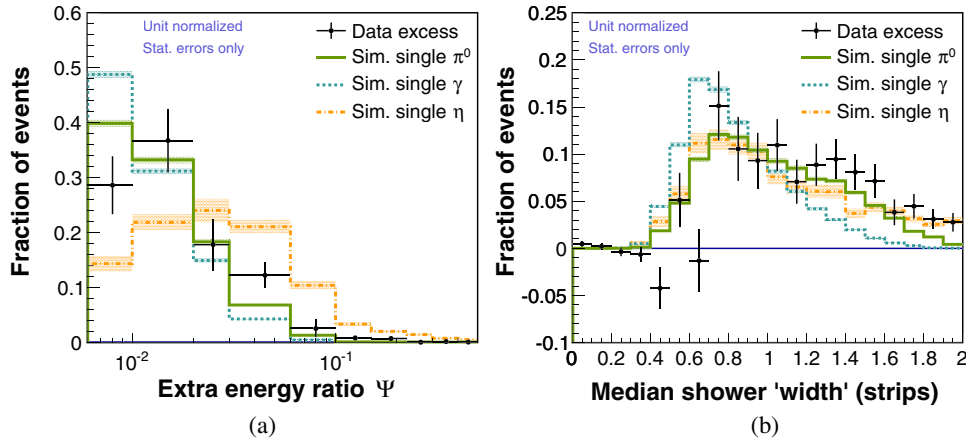 (a)
Unit normalized
Stat. errors only
Data excess
Sim. single π⁰
Sim. single γ
Sim. single η
Fraction of events
0.6
0.5
0.4
0.3
0.2
0.1
0
10⁻²
10⁻¹
Extra energy ratio Ψ
(a)
(b)
Unit normalized
Stat. errors only
Data excess
Sim. single π⁰
Sim. single γ
Sim. single η
Fraction of events
0.25
0.20
0.15
0.10
0.05
0.00
-0.05
-0.1
0 0.2 0.4 0.6 0.8 1 1.2 1.4 1.6 1.8 2
Median shower 'width' (strips)
(b)